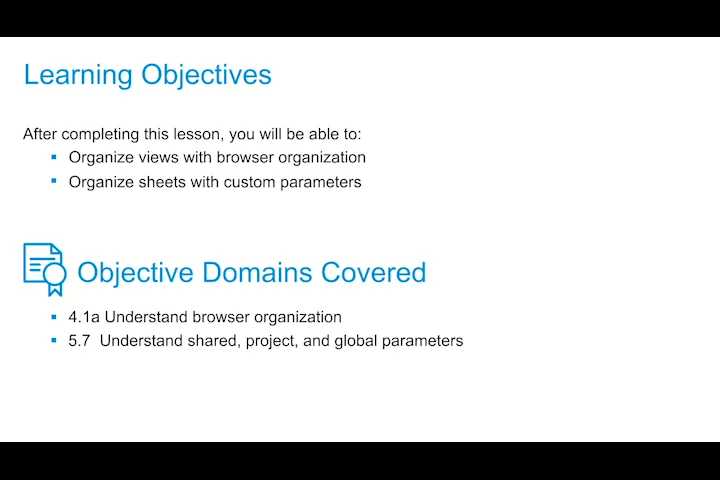 Learning Objectives
After completing this lesson, you will be able to:
Organize views with browser organization
Organize sheets with custom parameters
Objective Domains Covered
4.1a Understand browser organization
5.7 Understand shared, project, and global parameters